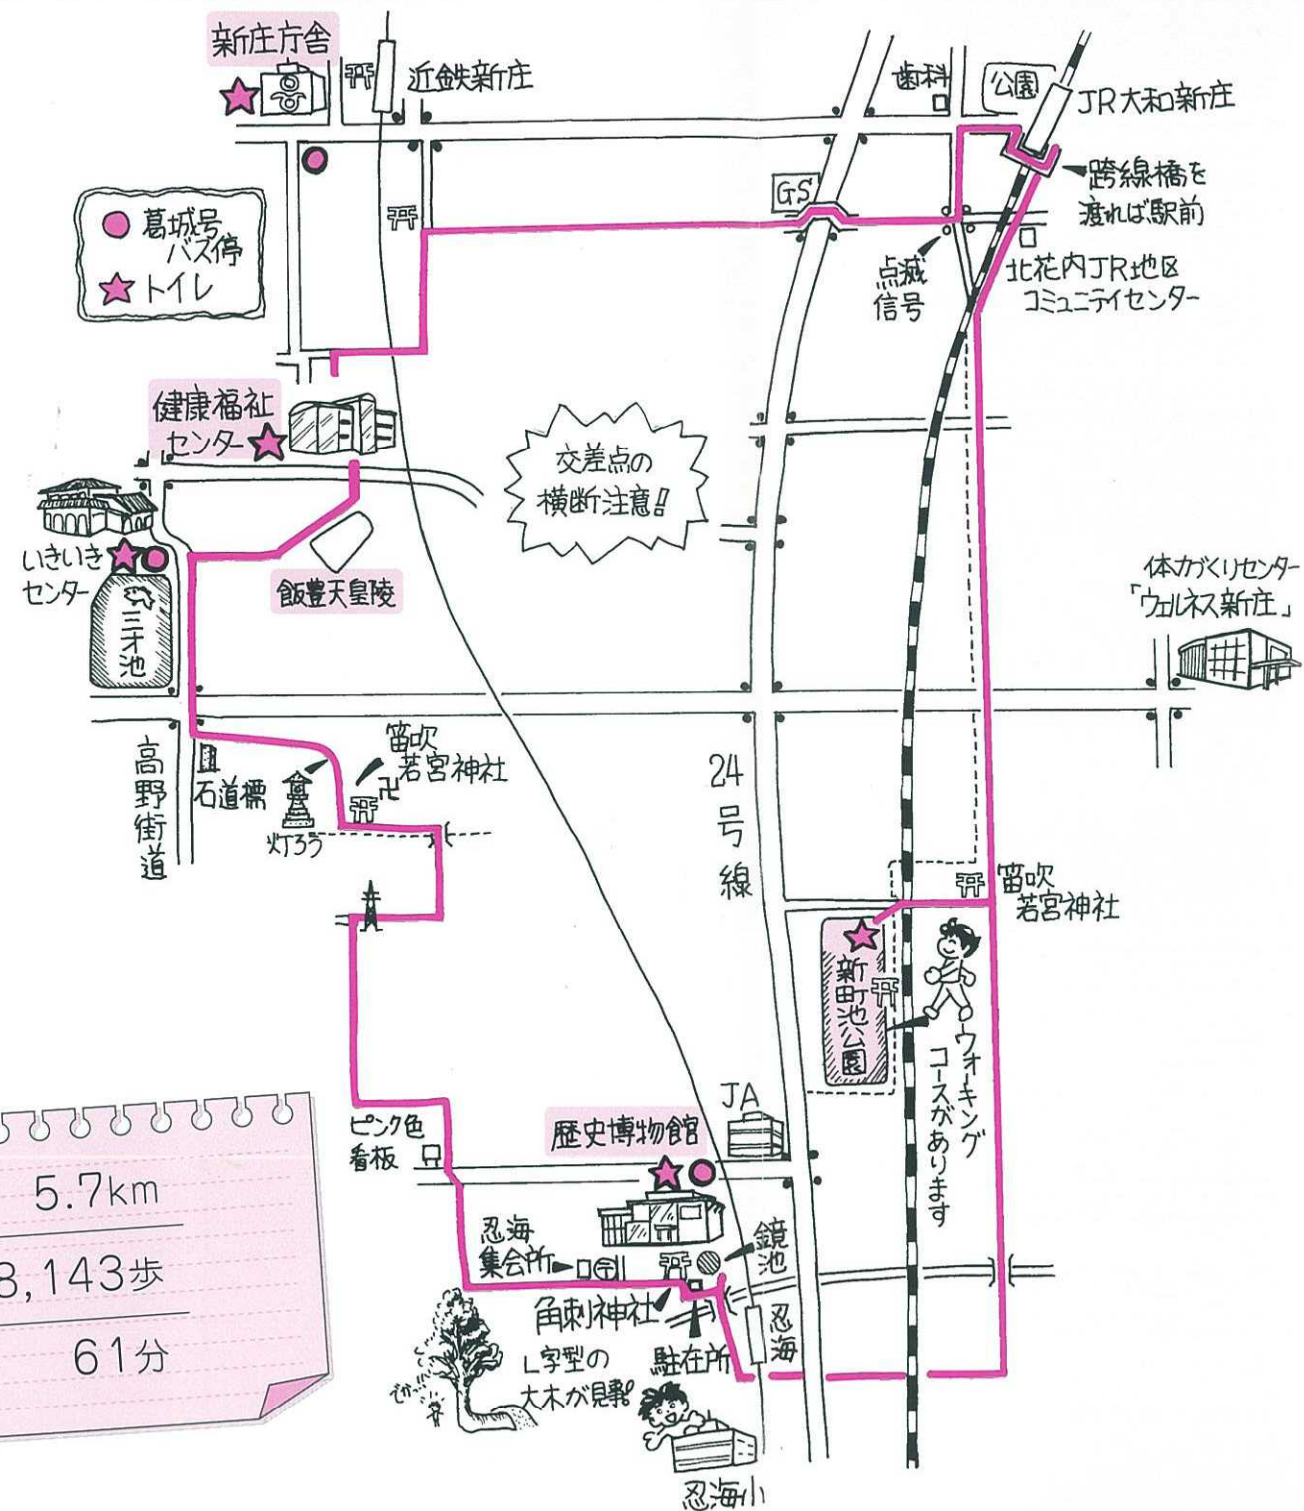 新庄庁舎
近鉄新庄
歯科
公園
JR大和新庄
跨線橋を
渡れば駅前
GS
葛城号
バス停
トイレ
点滅
信号
北花内JR地区
コミュニティセンター
健康福祉
センター
交差点の
横断注意!!
いきいき
センター
三才池
飯豊天皇陵
体力づくりセンター
「ウェルネス新庄」
高野街道
石道標
灯ろう
笛吹
若宮神社
24号線
笛吹
若宮神社
新町池公園
ウォーキング
コースがあります
ピンク色
看板
歴史博物館
JA
5.7km
8,143歩
61分
忍海
集会所
〒
鏡池
角刺神社
駐在所
忍海
L字型の
大木が見事!
でか〜
忍海小